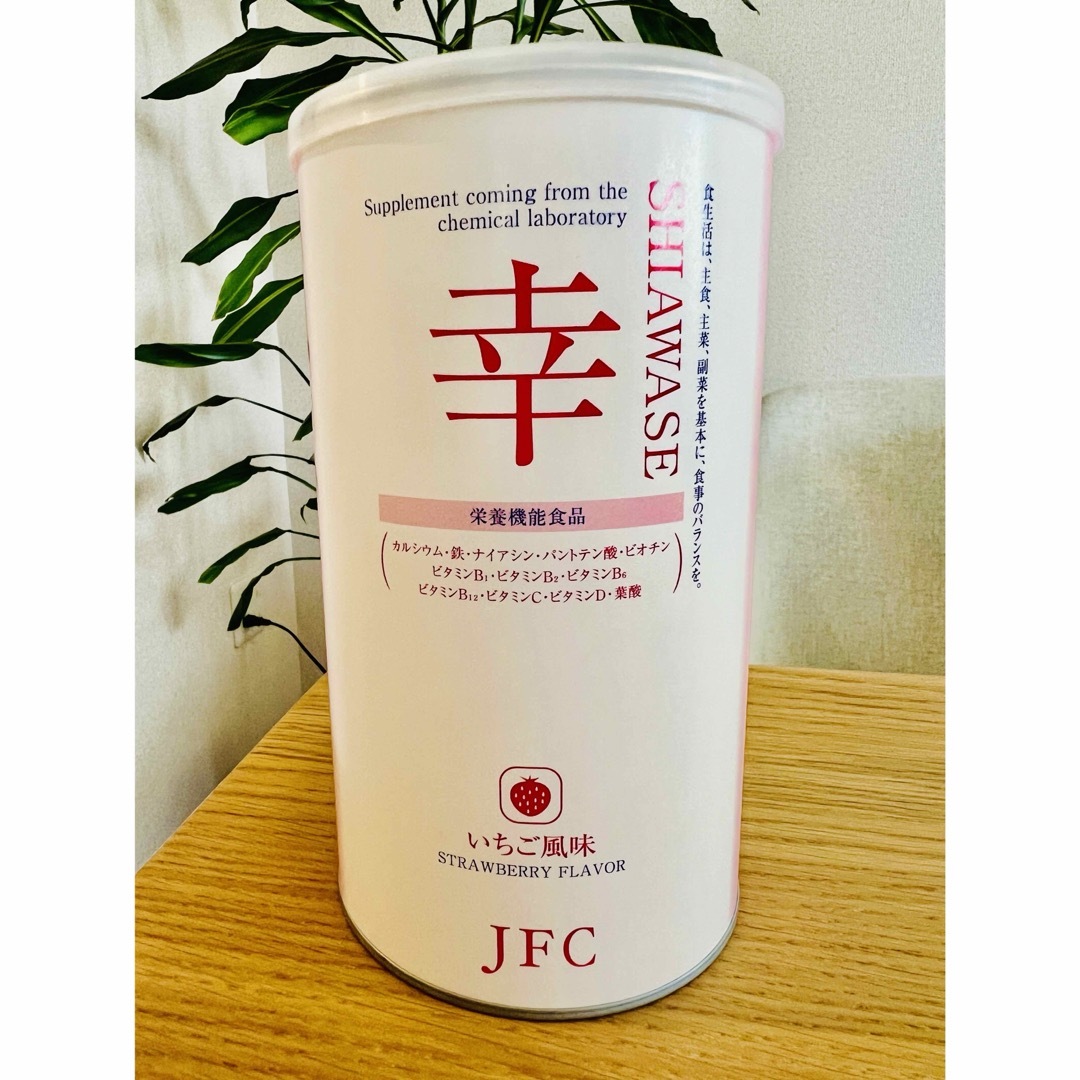 Supplement coming from the
chemical laboratory
SHIAWASE
食生活は、主食、主菜、副菜を基本に、食事のバランスを。
幸
栄養機能食品
カルシウム・鉄・ナイアシン・パントテン酸・ビオチン
ビタミンB₁・ビタミンB₂・ビタミンB₆
ビタミンB₁₂・ビタミンC・ビタミンD・葉酸
いちご風味
STRAWBERRY FLAVOR
JFC